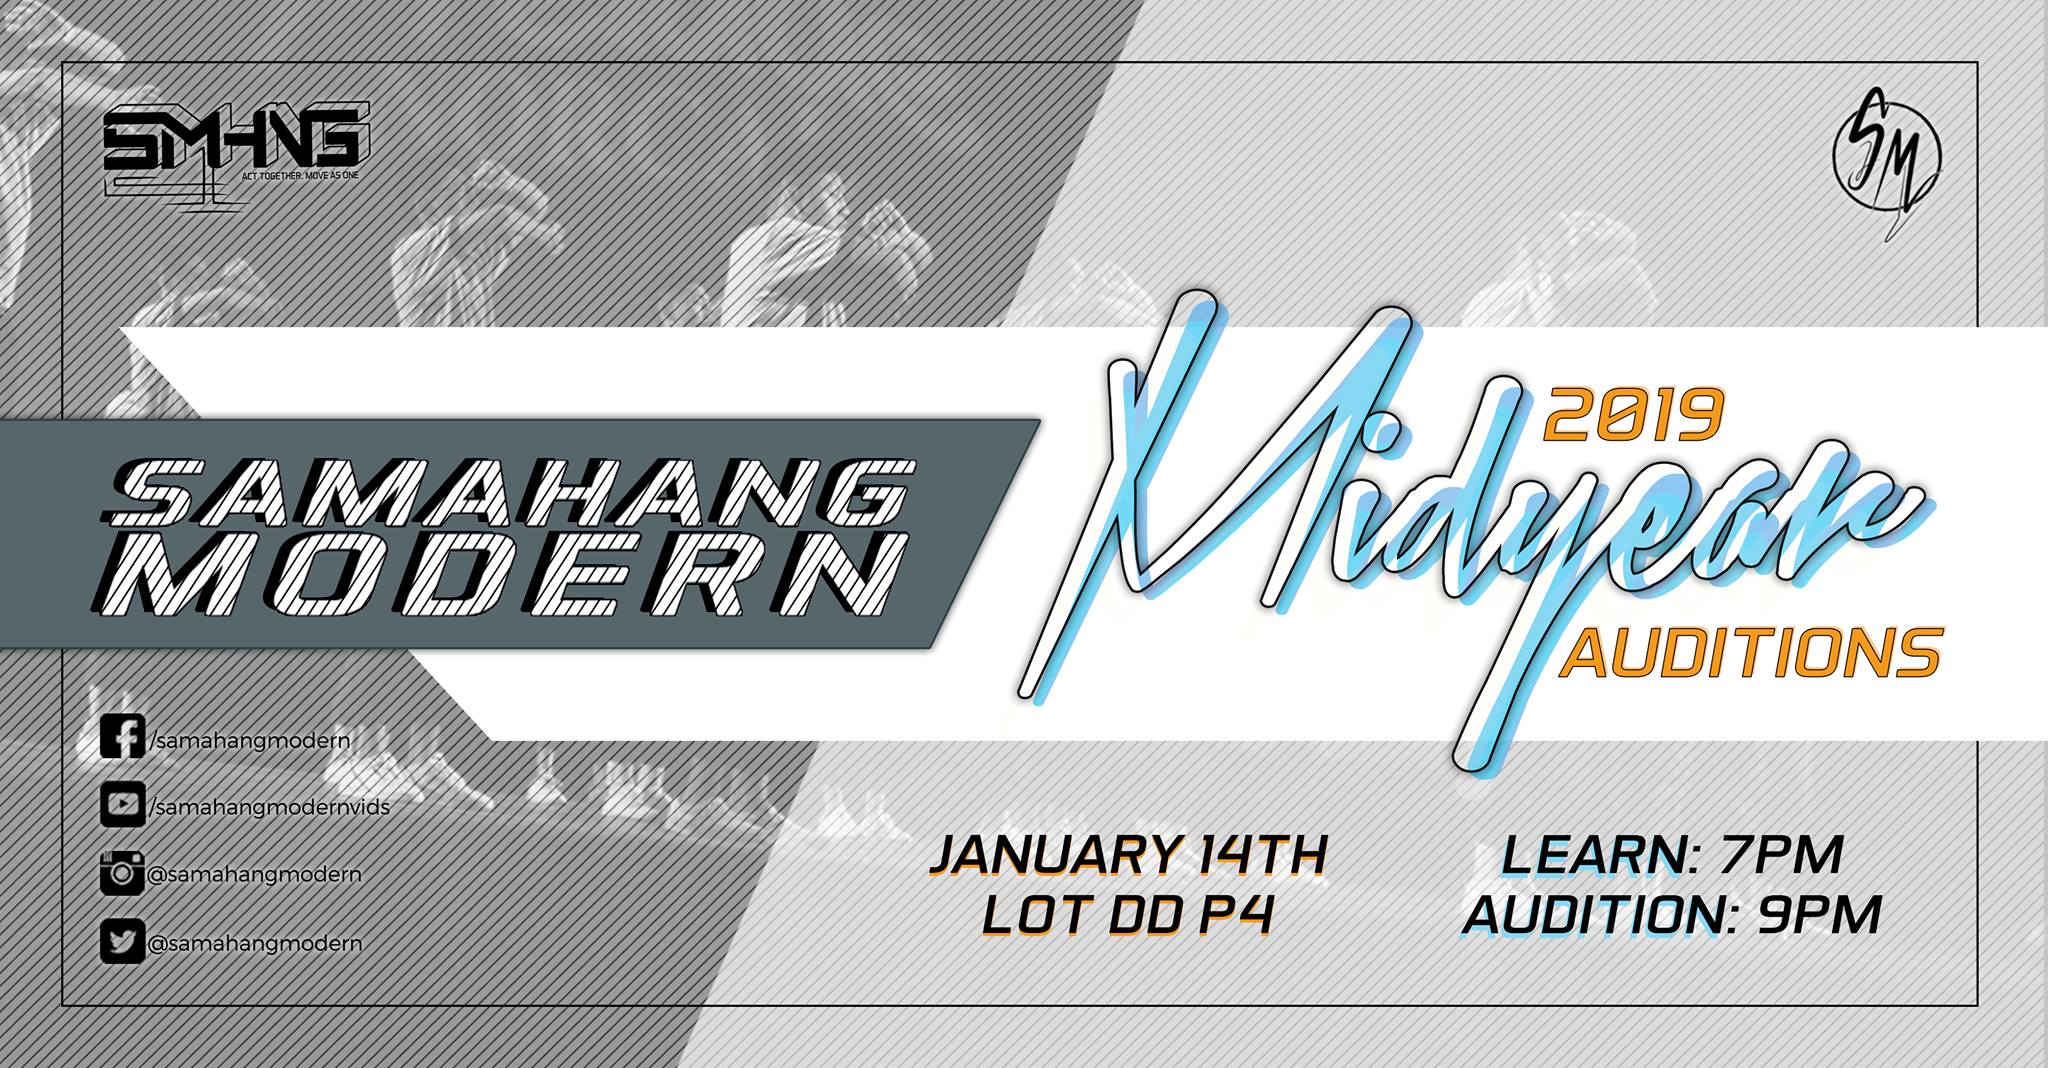 SMHNG
ACT TOGETHER. MOVE AS ONE
SM
SAMAHANG
MODERN
2019
Midyear
AUDITIONS
/samahangmodern
/samahangmodernvids
@samahangmodern
@samahangmodern
JANUARY 14TH
LOT DD P4
LEARN: 7PM
AUDITION: 9PM